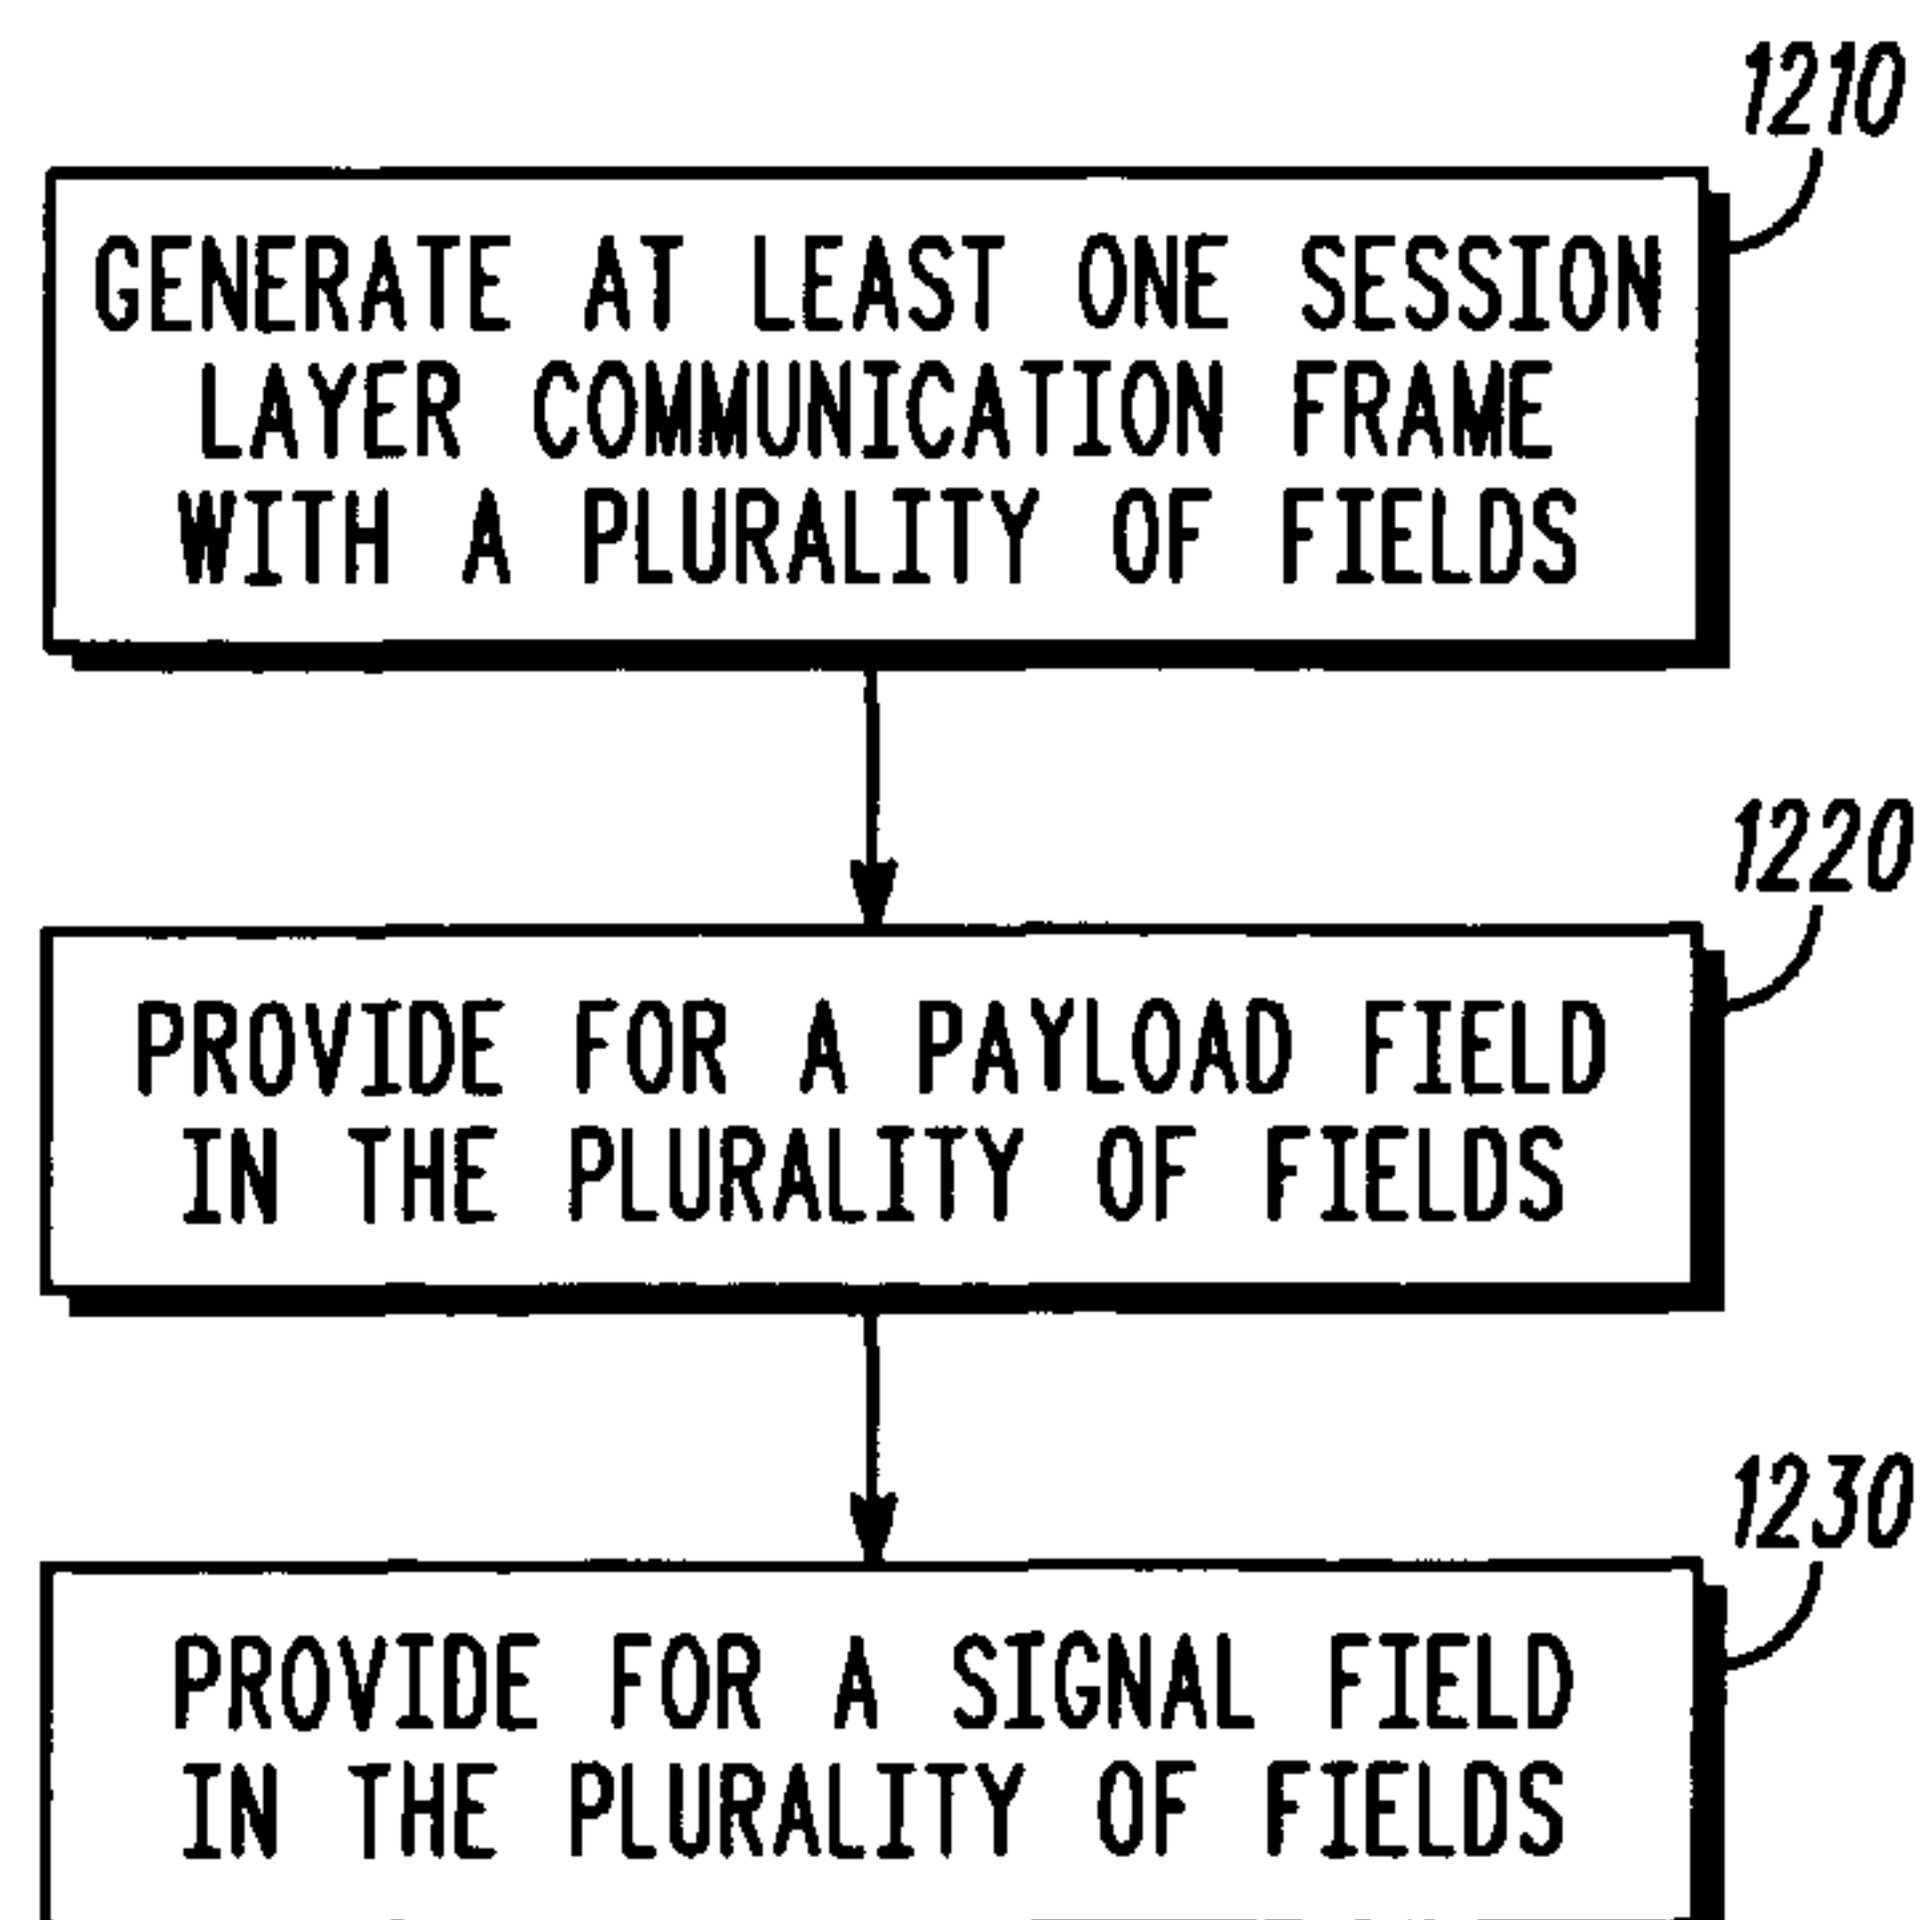 1210
GENERATE AT LEAST ONE SESSION
LAYER COMMUNICATION FRAME
WITH A PLURALITY OF FIELDS
1220
PROVIDE FOR A PAYLOAD FIELD
IN THE PLURALITY OF FIELDS
1230
PROVIDE FOR A SIGNAL FIELD
IN THE PLURALITY OF FIELDS